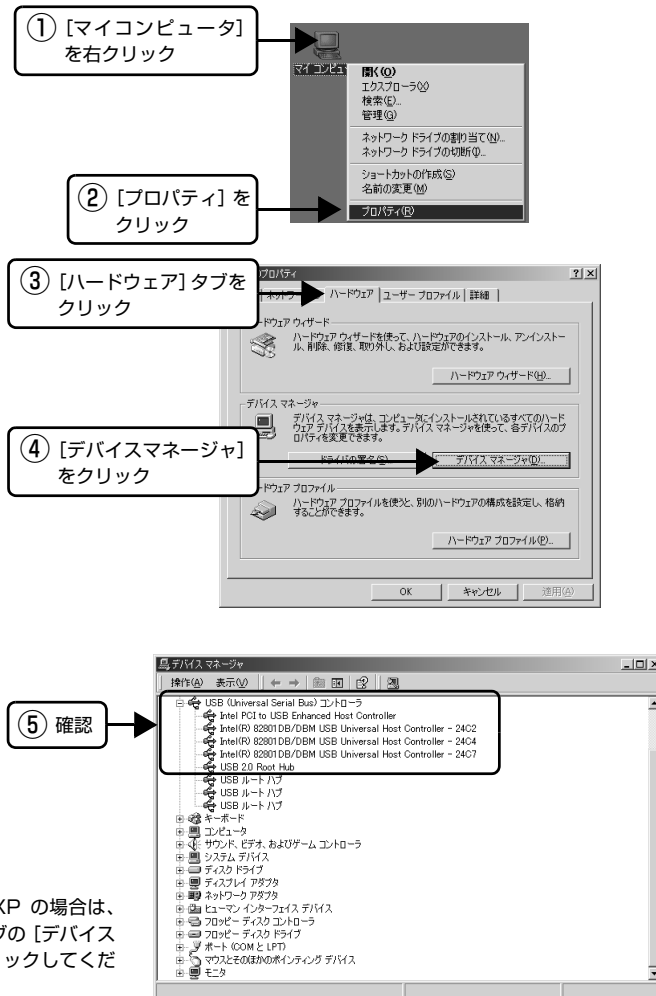 ① [マイコンピュータ]
を右クリック
マイ コンピュ
開く(O)
エクスプローラ(X)
検索(E)...
管理(G)
ネットワーク ドライブの割り当て(N)...
ネットワーク ドライブの切断(I)...
ショートカットの作成(S)
名前の変更(M)
プロパティ(R)
② [プロパティ] を
クリック
③ [ハードウェア] タブを
クリック
のプロパティ
ネットワー
ハードウェア
ユーザー プロファイル
詳細
ードウェア ウィザード
ハードウェア ウィザードを使って、ハードウェアのインストール、アンインストー
ル、削除、修復、取り外し、および設定ができます。
ハードウェア ウィザード(H)...
デバイス マネージャ
デバイス マネージャは、コンピュータにインストールされているすべてのハード
ウェア デバイスを表示します。デバイス マネージャを使って、各デバイスのプ
ロパティを変更できます。
ドライバの署名(S)...
デバイス マネージャ(D)...
④ [デバイスマネージャ]
をクリック
ードウェア プロファイル
ハードウェア プロファイルを使うと、別のハードウェアの構成を設定し、格納
することができます。
ハードウェア プロファイル(P)...
OK
キャンセル
適用(A)
デバイス マネージャ
操作(A) 表示(V)
⑤ 確認
USB (Universal Serial Bus) コントローラ
Intel PCI to USB Enhanced Host Controller
Intel(R) 82801DB/DBM USB Universal Host Controller - 24C2
Intel(R) 82801DB/DBM USB Universal Host Controller - 24C4
Intel(R) 82801DB/DBM USB Universal Host Controller - 24C7
USB 2.0 Root Hub
USB ルート ハブ
USB ルート ハブ
USB ルート ハブ
キーボード
コンピュータ
サウンド、ビデオ、およびゲーム コントローラ
システム デバイス
ディスク ドライブ
ディスプレイ アダプタ
ネットワーク アダプタ
ヒューマン インターフェイス デバイス
フロッピー ディスク コントローラ
フロッピー ディスク ドライブ
ポート (COM と LPT)
マウスとそのほかのポインティング デバイス
モニタ
XP の場合は、
ブの [デバイス
ックしてくだ